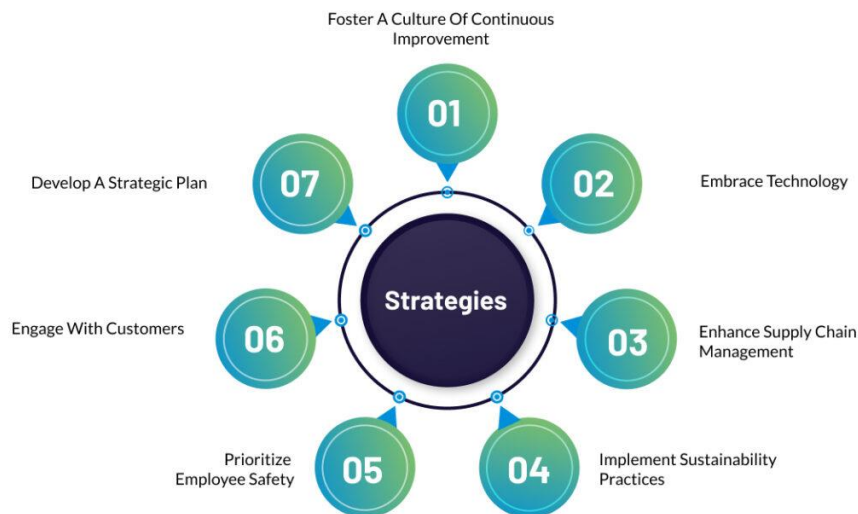 Foster A Culture Of Continuous
Improvement
01
07
02
Develop A Strategic Plan
Embrace Technology
Strategies
06
03
Engage With Customers
Enhance Supply Chain
Management
05
04
Prioritize
Employee Safety
Implement Sustainability
Practices